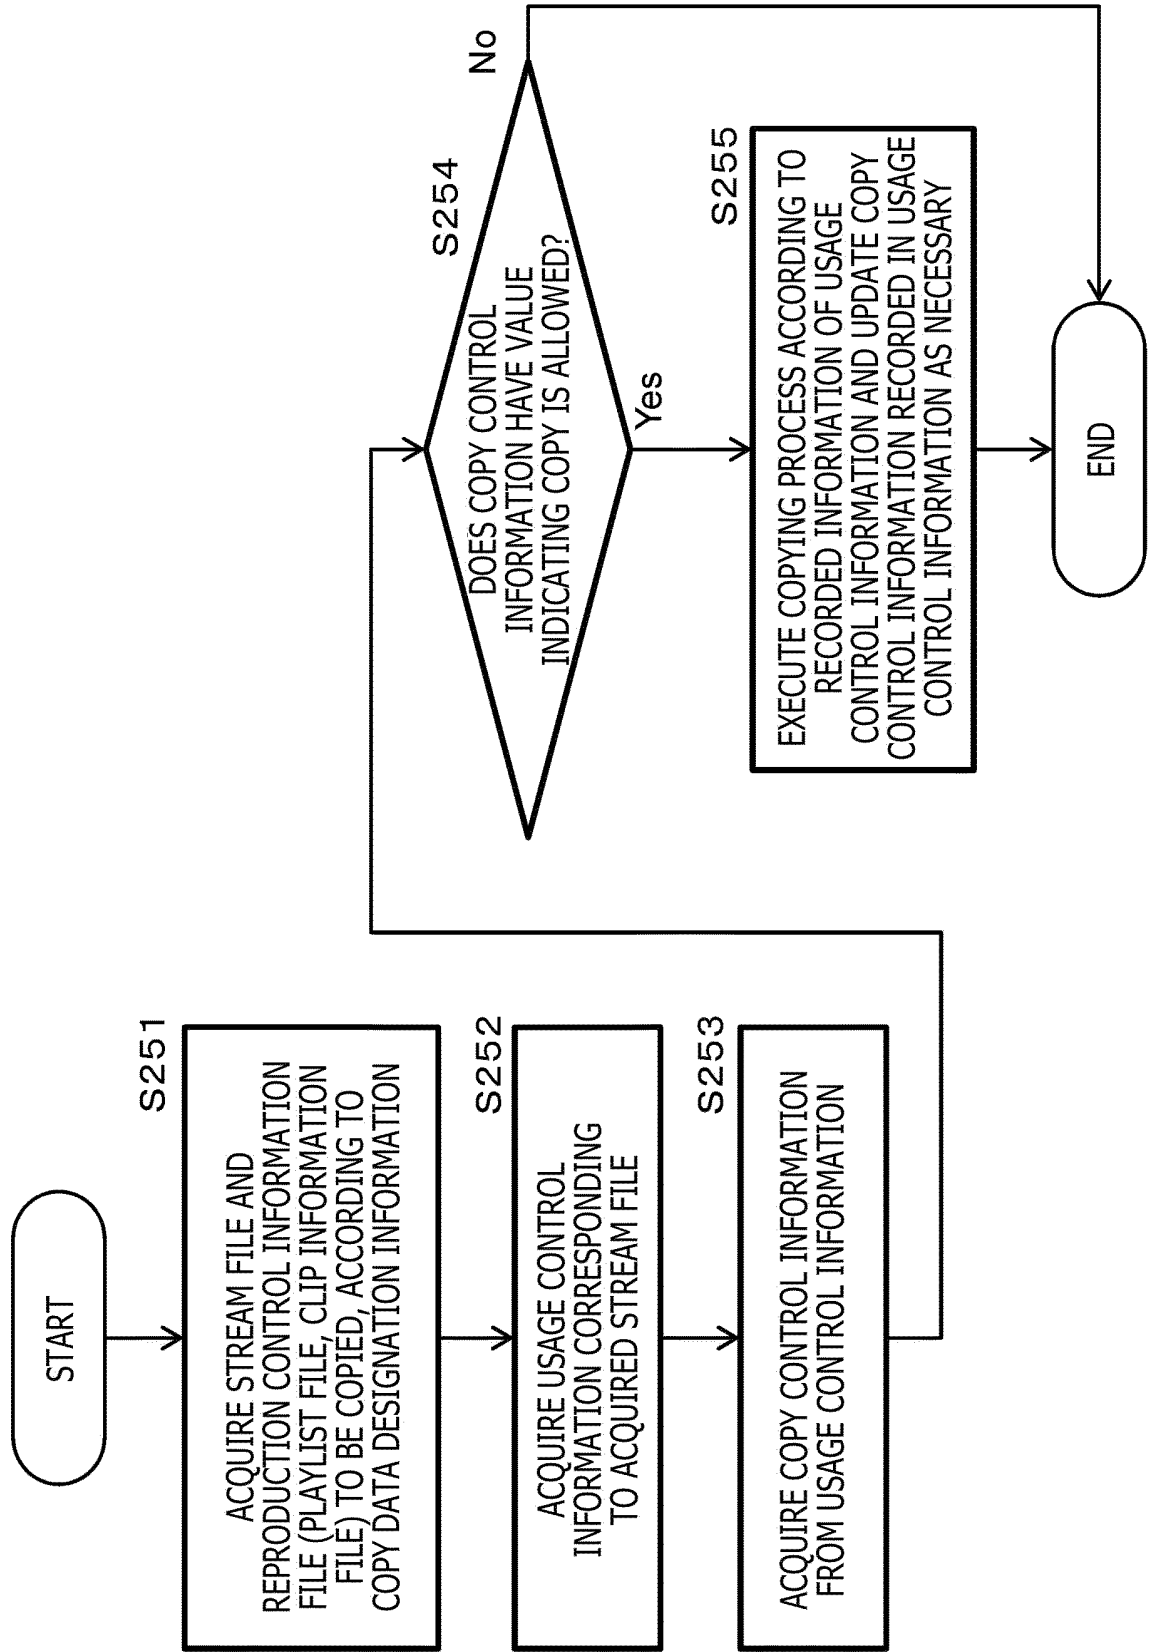 START
S251
ACQUIRE STREAM FILE AND
REPRODUCTION CONTROL INFORMATION
FILE (PLAYLIST FILE, CLIP INFORMATION
FILE) TO BE COPIED, ACCORDING TO
COPY DATA DESIGNATION INFORMATION
S252
ACQUIRE USAGE CONTROL
INFORMATION CORRESPONDING
TO ACQUIRED STREAM FILE
S253
ACQUIRE COPY CONTROL INFORMATION
FROM USAGE CONTROL INFORMATION
S254
DOES COPY CONTROL
INFORMATION HAVE VALUE
INDICATING COPY IS ALLOWED?
No
Yes
S255
EXECUTE COPYING PROCESS ACCORDING TO
RECORDED INFORMATION OF USAGE
CONTROL INFORMATION AND UPDATE COPY
CONTROL INFORMATION RECORDED IN USAGE
CONTROL INFORMATION AS NECESSARY
END